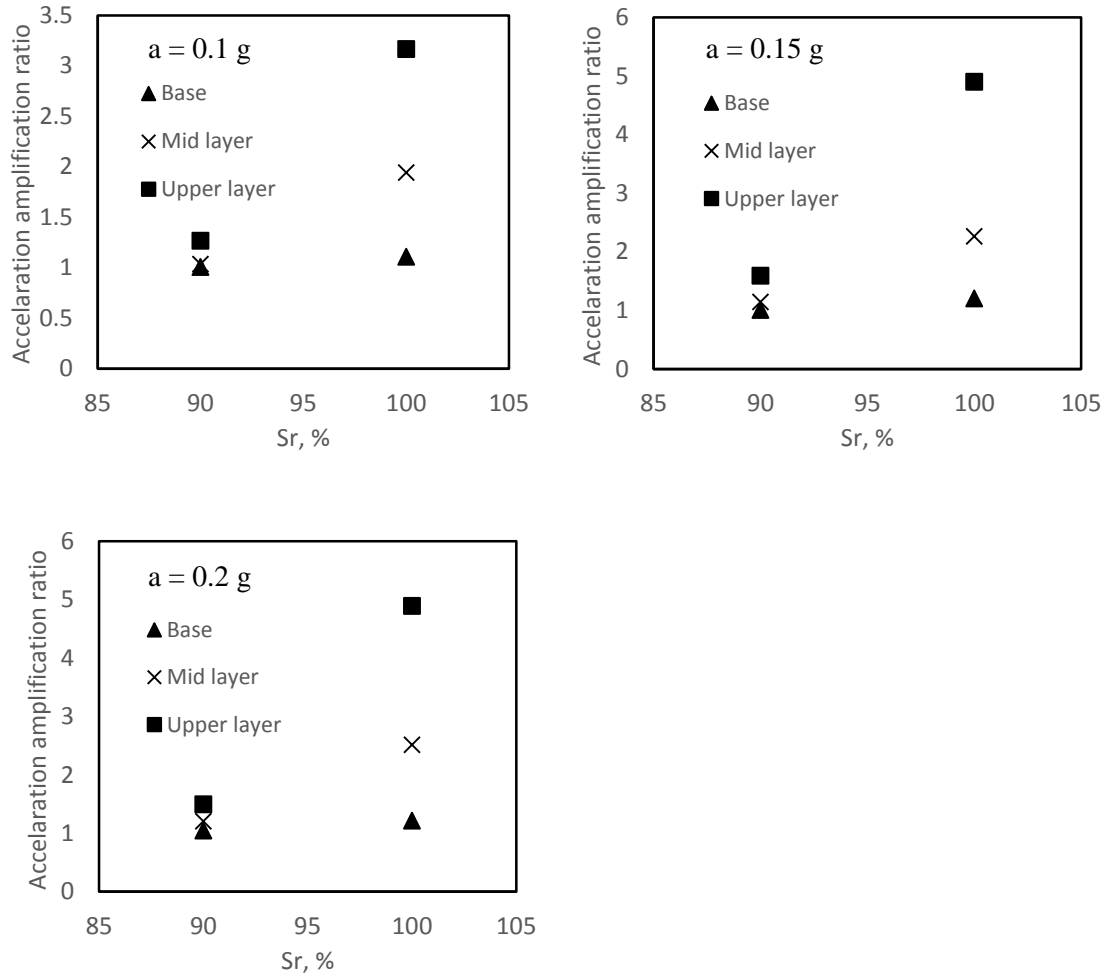 Accelaration amplification ratio
3.5
3
2.5
2
1.5
1
0.5
0
a = 0.1 g
Base
Mid layer
Upper layer
85 90 95 100 105
Sr, %
Accelaration amplification ratio
6
5
4
3
2
1
0
a = 0.15 g
Base
Mid layer
Upper layer
85 90 95 100 105
Sr, %
Accelaration amplification ratio
6
5
4
3
2
1
0
a = 0.2 g
Base
Mid layer
Upper layer
85 90 95 100 105
Sr, %